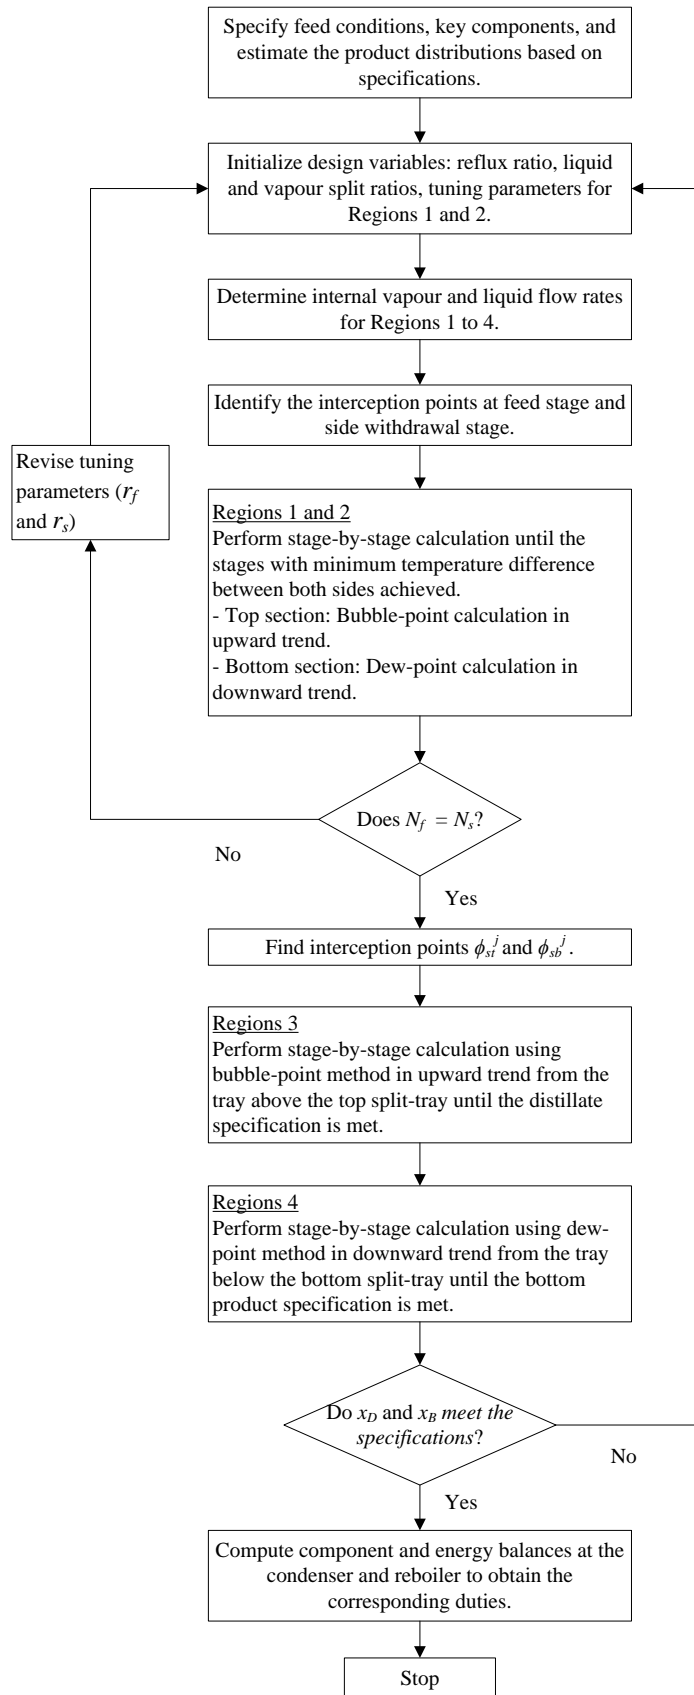 Specify feed conditions, key components, and
estimate the product distributions based on
specifications.
Initialize design variables: reflux ratio, liquid
and vapour split ratios, tuning parameters for
Regions 1 and 2.
Determine internal vapour and liquid flow rates
for Regions 1 to 4.
Identify the interception points at feed stage and
side withdrawal stage.
Revise tuning
parameters (r_f
and r_s)
Regions 1 and 2
Perform stage-by-stage calculation until the
stages with minimum temperature difference
between both sides achieved.
- Top section: Bubble-point calculation in
upward trend.
- Bottom section: Dew-point calculation in
downward trend.
Does N_f = N_s?
No
Yes
Find interception points ϕ_st^j and ϕ_sb^j.
Regions 3
Perform stage-by-stage calculation using
bubble-point method in upward trend from the
tray above the top split-tray until the distillate
specification is met.
Regions 4
Perform stage-by-stage calculation using dew-
point method in downward trend from the tray
below the bottom split-tray until the bottom
product specification is met.
Do x_D and x_B meet the
specifications?
No
Yes
Compute component and energy balances at the
condenser and reboiler to obtain the
corresponding duties.
Stop